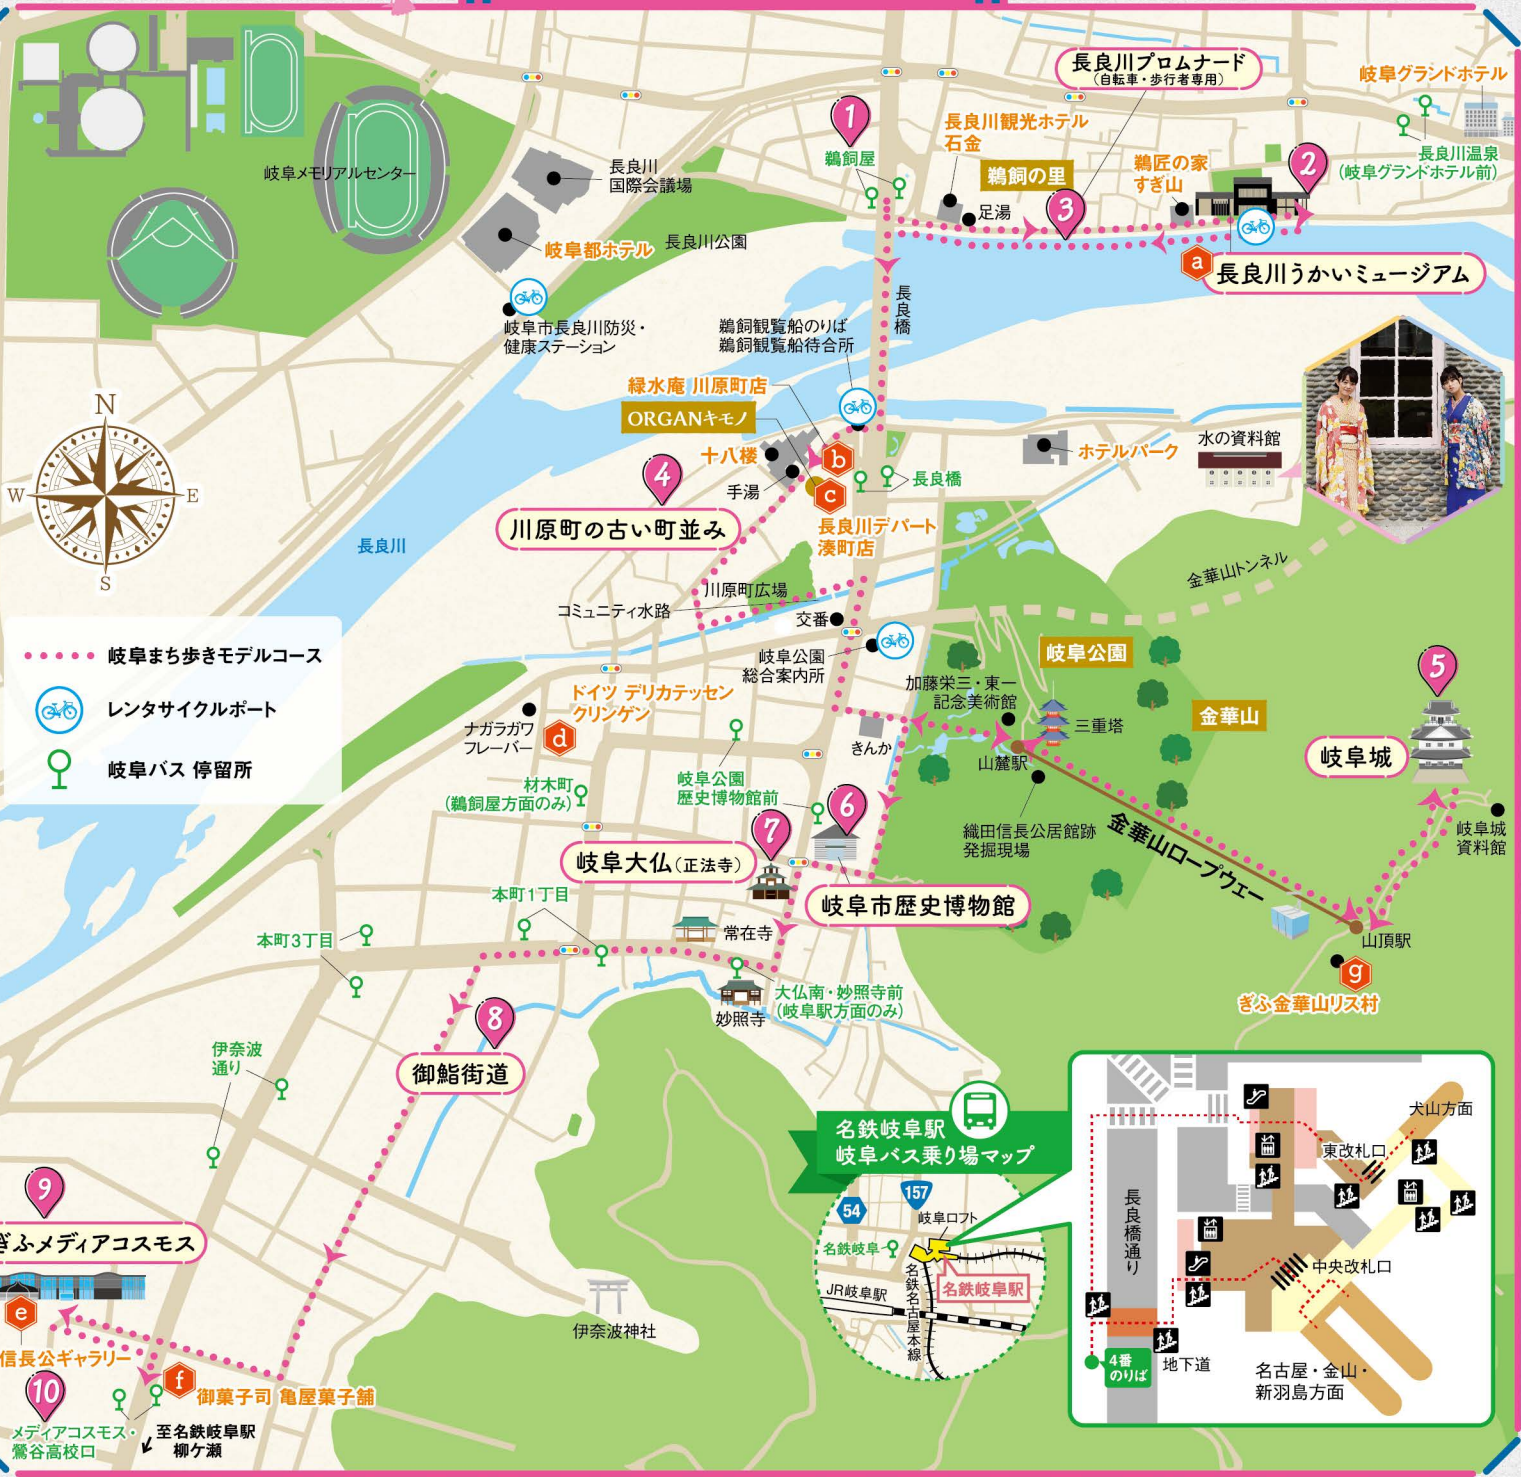 長良川プロムナード
(自転車・歩行者専用)
岐阜グランドホテル
長良川温泉
(岐阜グランドホテル前)
1
鵜飼屋
長良川観光ホテル
石金
鵜飼の里
鵜匠の家
すぎ山
2
3
足湯
a
長良川うかいミュージアム
岐阜メモリアルセンター
長良川
国際会議場
岐阜都ホテル
長良川公園
岐阜市長良川防災・
健康ステーション
長良橋
鵜飼観覧船のりば
鵜飼観覧船待合所
緑水庵 川原町店
ORGANキモノ
十八楼
b
手湯
c
長良橋
長良川デパート
湊町店
ホテルパーク
水の資料館
4
川原町の古い町並み
N
W
E
S
長良川
川原町広場
コミュニティ水路
交番
岐阜公園
総合案内所
金華山トンネル
岐阜まち歩きモデルコース
レンタサイクルポート
岐阜バス 停留所
ドイツ デリカテッセン
クリンゲン
ナガラガワ
フレーバー
d
岐阜公園
加藤栄三・東一
記念美術館
三重塔
金華山
5
岐阜城
きんか
山麓駅
織田信長公居館跡
発掘現場
金華山ロープウェー
岐阜城
資料館
山頂駅
g
ぎふ金華山リス村
材木町
(鵜飼屋方面のみ)
岐阜公園
歴史博物館前
6
7
岐阜大仏(正法寺)
岐阜市歴史博物館
本町1丁目
本町3丁目
常在寺
妙照寺
大仏南・妙照寺前
(岐阜駅方面のみ)
8
御鮨街道
伊奈波
通り
伊奈波神社
9
ぎふメディアコスモス
e
信長公ギャラリー
10
f
御菓子司 亀屋菓子舗
メディアコスモス・
鶯谷高校口
至名鉄岐阜駅
柳ケ瀬
名鉄岐阜駅
岐阜バス乗り場マップ
54
157
岐阜ロフト
名鉄岐阜
名鉄岐阜駅
JR岐阜駅
名鉄名古屋本線
犬山方面
東改札口
長良橋通り
中央改札口
4番
のりば
地下道
名古屋・金山・
新羽島方面